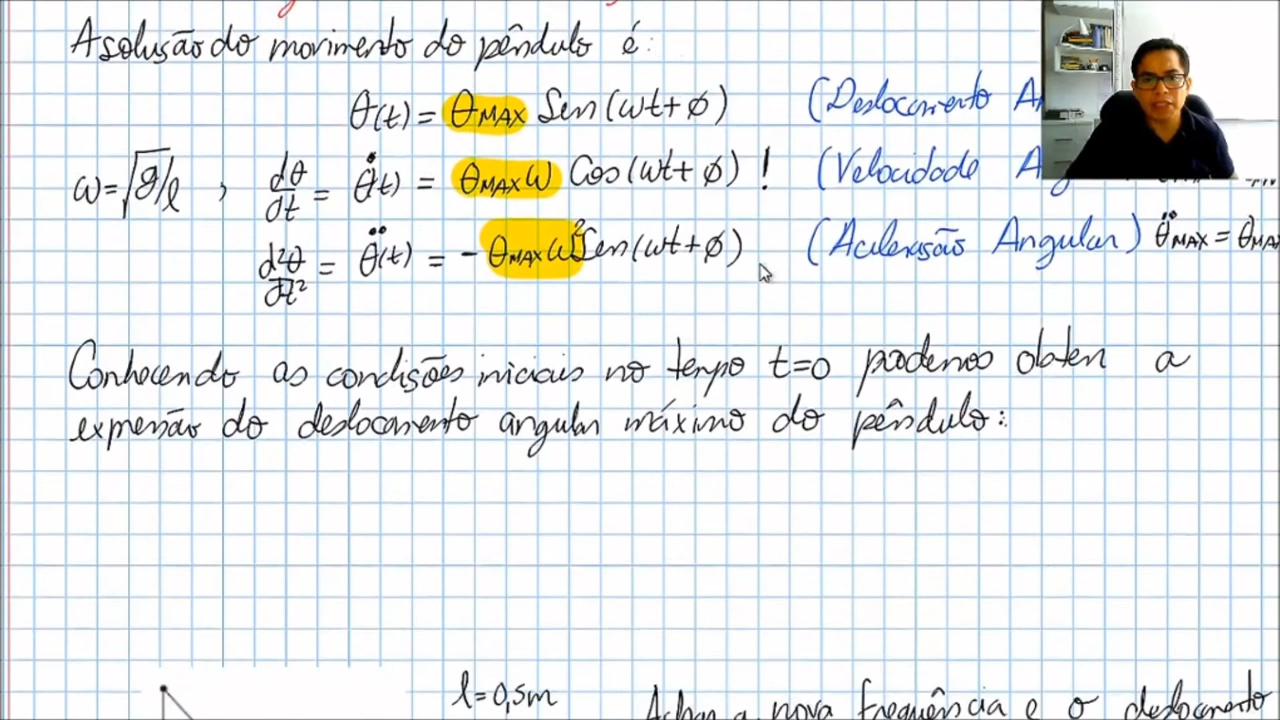 A solução do movimento do pêndulo é:
θ(t) = θMAX Sen(ωt+φ) (Deslocamento
ω=√g/l , dθ/dt = θ̇(t) = θMAX ω Cos(ωt+φ) ! (Velocidade
d²θ/dt² = θ̈(t) = - θMAX ω² Sen(ωt+φ) (Aceleração Angular) θ̈MAX = θMAX
Conhecendo as condições iniciais no tempo t=0 podemos obter a
expressão do deslocamento angular máximo do pêndulo:
l=0,5m Achar a nova frequência e o deslocamento